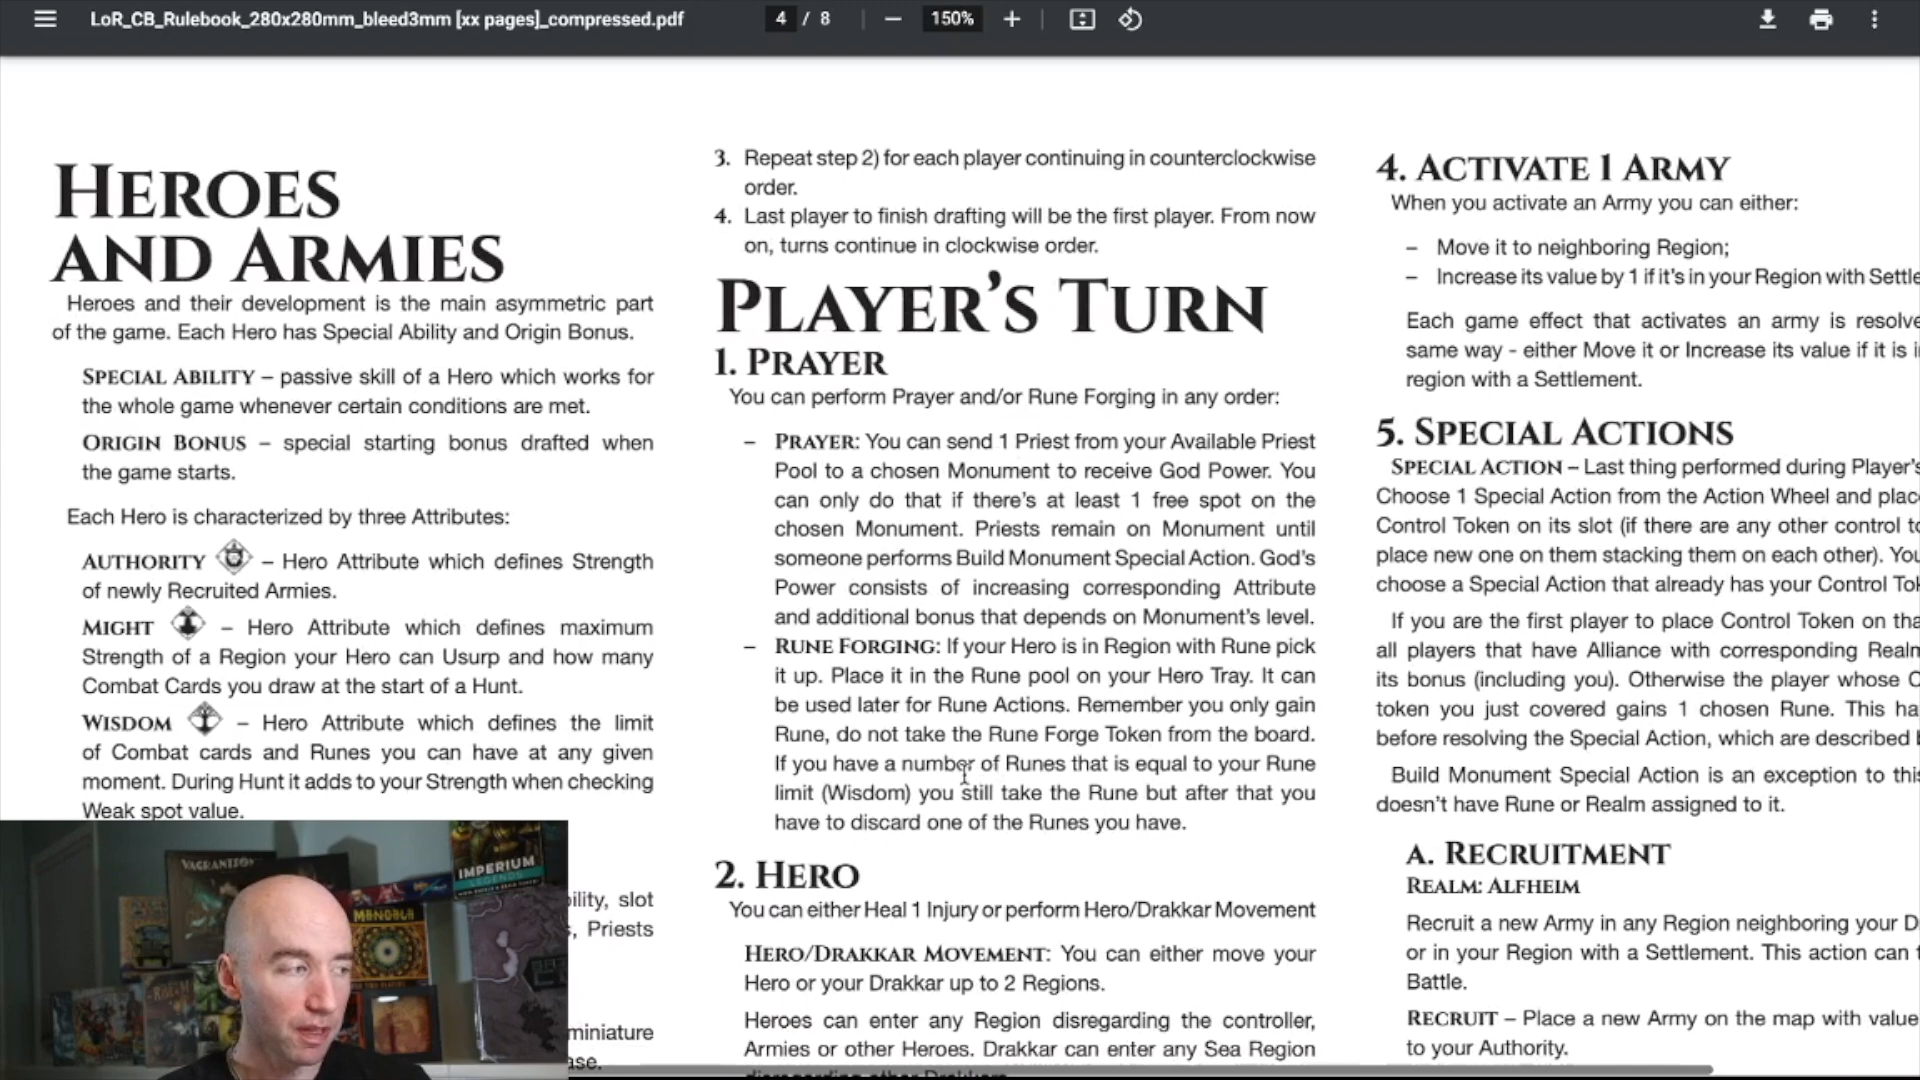 LoR_CB_Rulebook_280x280mm_bleed3mm [xx pages]_compressed.pdf
4 / 8
150%
HEROES
AND ARMIES
Heroes and their development is the main asymmetric part
of the game. Each Hero has Special Ability and Origin Bonus.
SPECIAL ABILITY – passive skill of a Hero which works for
the whole game whenever certain conditions are met.
ORIGIN BONUS – special starting bonus drafted when
the game starts.
Each Hero is characterized by three Attributes:
AUTHORITY – Hero Attribute which defines Strength
of newly Recruited Armies.
MIGHT – Hero Attribute which defines maximum
Strength of a Region your Hero can Usurp and how many
Combat Cards you draw at the start of a Hunt.
WISDOM – Hero Attribute which defines the limit
of Combat cards and Runes you can have at any given
moment. During Hunt it adds to your Strength when checking
Weak spot value.
ility, slot
, Priests
miniature
ase.
3. Repeat step 2) for each player continuing in counterclockwise
order.
4. Last player to finish drafting will be the first player. From now
on, turns continue in clockwise order.
PLAYER'S TURN
1. PRAYER
You can perform Prayer and/or Rune Forging in any order:
– PRAYER: You can send 1 Priest from your Available Priest
Pool to a chosen Monument to receive God Power. You
can only do that if there's at least 1 free spot on the
chosen Monument. Priests remain on Monument until
someone performs Build Monument Special Action. God's
Power consists of increasing corresponding Attribute
and additional bonus that depends on Monument's level.
– RUNE FORGING: If your Hero is in Region with Rune pick
it up. Place it in the Rune pool on your Hero Tray. It can
be used later for Rune Actions. Remember you only gain
Rune, do not take the Rune Forge Token from the board.
If you have a number of Runes that is equal to your Rune
limit (Wisdom) you still take the Rune but after that you
have to discard one of the Runes you have.
2. HERO
You can either Heal 1 Injury or perform Hero/Drakkar Movement
HERO/DRAKKAR MOVEMENT: You can either move your
Hero or your Drakkar up to 2 Regions.
Heroes can enter any Region disregarding the controller,
Armies or other Heroes. Drakkar can enter any Sea Region
disregarding other Drakkars
4. ACTIVATE 1 ARMY
When you activate an Army you can either:
– Move it to neighboring Region;
– Increase its value by 1 if it's in your Region with Settle
Each game effect that activates an army is resolve
same way - either Move it or Increase its value if it is i
region with a Settlement.
5. SPECIAL ACTIONS
SPECIAL ACTION – Last thing performed during Player's
Choose 1 Special Action from the Action Wheel and plac
Control Token on its slot (if there are any other control to
place new one on them stacking them on each other). You
choose a Special Action that already has your Control Tok
If you are the first player to place Control Token on tha
all players that have Alliance with corresponding Realm
its bonus (including you). Otherwise the player whose C
token you just covered gains 1 chosen Rune. This ha
before resolving the Special Action, which are described b
Build Monument Special Action is an exception to this
doesn't have Rune or Realm assigned to it.
A. RECRUITMENT
REALM: ALFHEIM
Recruit a new Army in any Region neighboring your D
or in your Region with a Settlement. This action can t
Battle.
RECRUIT – Place a new Army on the map with value
to your Authority.
VAGRANTSONG
IMPERIUM
LEGENDS
MANDALA